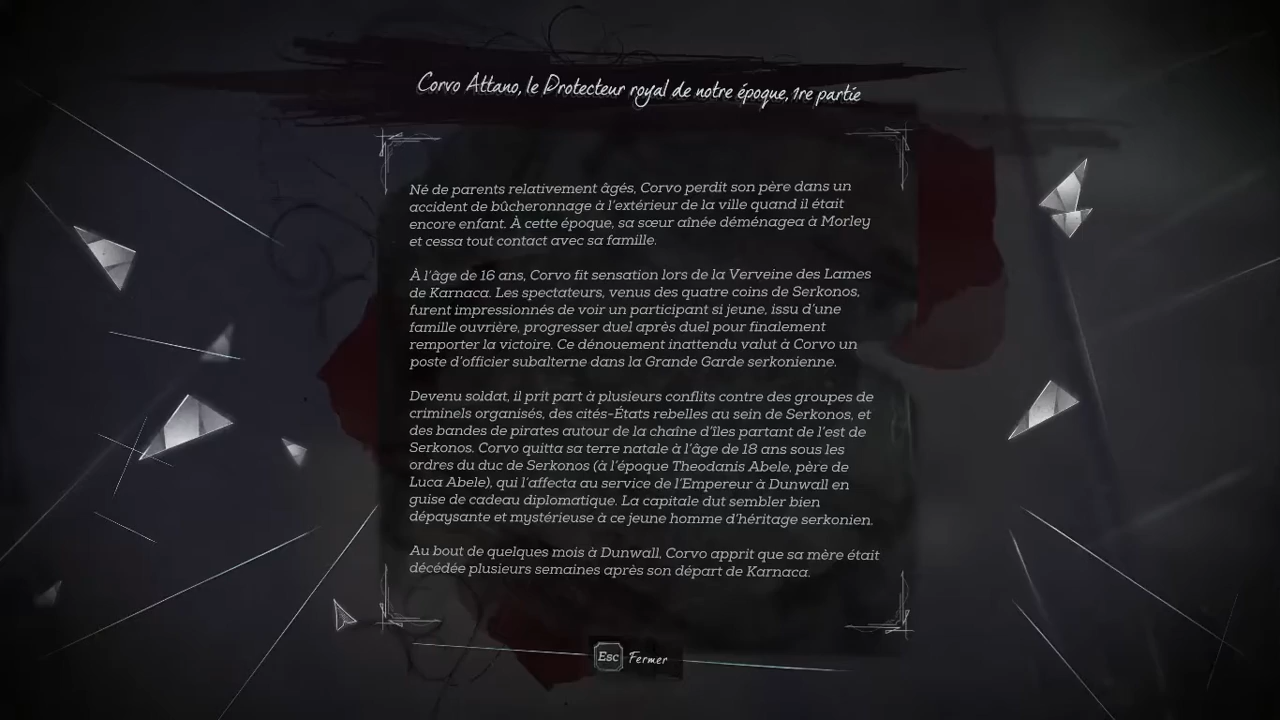 Corvo Attano, le Protecteur royal de notre époque, 1re partie
Né de parents relativement âgés, Corvo perdit son père dans un
accident de bûcheronnage à l'extérieur de la ville quand il était
encore enfant. À cette époque, sa sœur aînée déménagea à Morley
et cessa tout contact avec sa famille.
À l'âge de 16 ans, Corvo fit sensation lors de la Verveine des Lames
de Karnaca. Les spectateurs, venus des quatre coins de Serkonos,
furent impressionnés de voir un participant si jeune, issu d'une
famille ouvrière, progresser duel après duel pour finalement
remporter la victoire. Ce dénouement inattendu valut à Corvo un
poste d'officier subalterne dans la Grande Garde serkonienne.
Devenu soldat, il prit part à plusieurs conflits contre des groupes de
criminels organisés, des cités-États rebelles au sein de Serkonos, et
des bandes de pirates autour de la chaîne d'îles partant de l'est de
Serkonos. Corvo quitta sa terre natale à l'âge de 18 ans sous les
ordres du duc de Serkonos (à l'époque Theodanis Abele, père de
Luca Abele), qui l'affecta au service de l'Empereur à Dunwall en
guise de cadeau diplomatique. La capitale dut sembler bien
dépaysante et mystérieuse à ce jeune homme d'héritage serkonien.
Au bout de quelques mois à Dunwall, Corvo apprit que sa mère était
décédée plusieurs semaines après son départ de Karnaca.
Esc Fermer